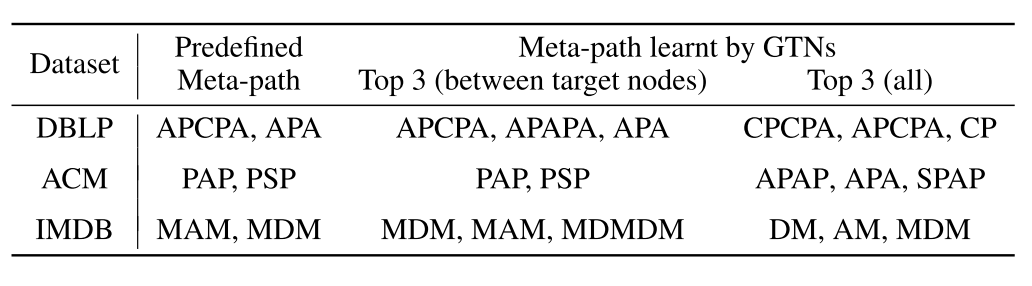 Dataset Predefined Meta-path Meta-path learnt by GTNs
Top 3 (between target nodes) Top 3 (all)
DBLP APCPA, APA APCPA, APAPA, APA CPCPA, APCPA, CP
ACM PAP, PSP PAP, PSP APAP, APA, SPAP
IMDB MAM, MDM MDM, MAM, MDMDM DM, AM, MDM